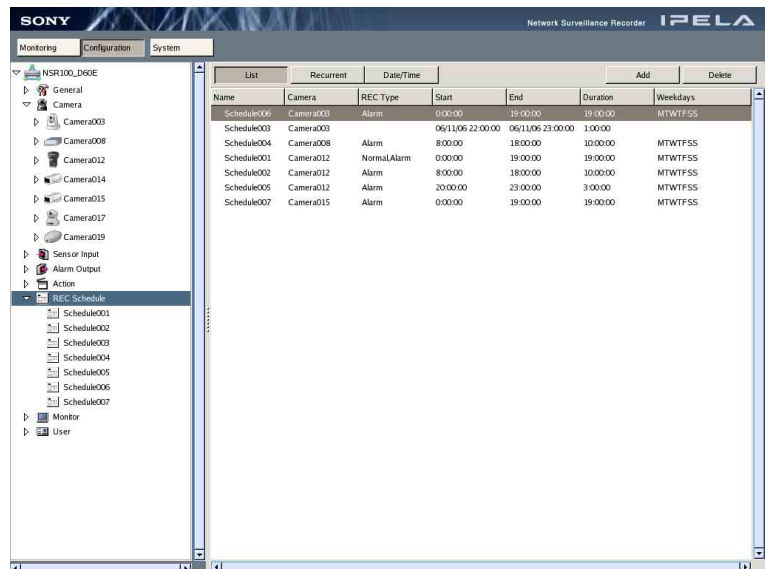 SONY
Network Surveillance Recorder IPELA
Monitoring Configuration System
NSR100_D60E
General
Camera
Camera003
Camera008
Camera012
Camera014
Camera015
Camera017
Camera019
Sensor Input
Alarm Output
Action
REC Schedule
Schedule001
Schedule002
Schedule003
Schedule004
Schedule005
Schedule006
Schedule007
Monitor
User
List Recurrent Date/Time Add Delete
Name Camera REC Type Start End Duration Weekdays
Schedule006 Camera003 Alarm 0:00:00 19:00:00 19:00:00 MTWTFSS
Schedule003 Camera003 06/11/06 22:00:00 06/11/06 23:00:00 1:00:00
Schedule004 Camera008 Alarm 8:00:00 18:00:00 10:00:00 MTWTFSS
Schedule001 Camera012 Normal,Alarm 0:00:00 19:00:00 19:00:00 MTWTFSS
Schedule002 Camera012 Alarm 8:00:00 18:00:00 10:00:00 MTWTFSS
Schedule005 Camera012 Alarm 20:00:00 23:00:00 3:00:00 MTWTFSS
Schedule007 Camera015 Alarm 0:00:00 19:00:00 19:00:00 MTWTFSS